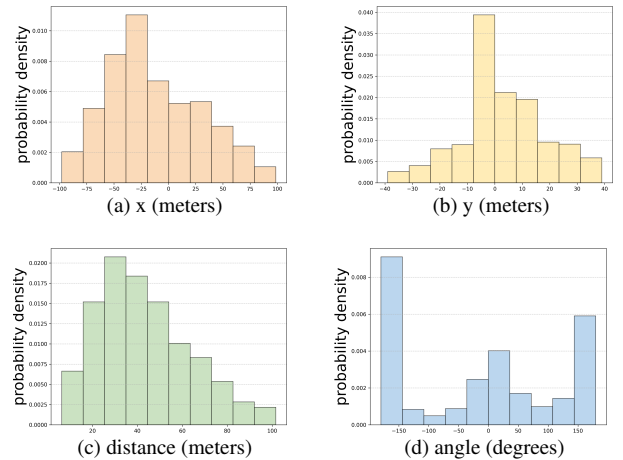 probability density
0.010
0.008
0.006
0.004
0.002
0.000
−100 −75 −50 −25 0 25 50 75 100
(a) x (meters)
probability density
0.040
0.035
0.030
0.025
0.020
0.015
0.010
0.005
0.000
−40 −30 −20 −10 0 10 20 30 40
(b) y (meters)
probability density
0.0200
0.0175
0.0150
0.0125
0.0100
0.0075
0.0050
0.0025
0.0000
20 40 60 80 100
(c) distance (meters)
probability density
0.008
0.006
0.004
0.002
0.000
−150 −100 −50 0 50 100 150
(d) angle (degrees)